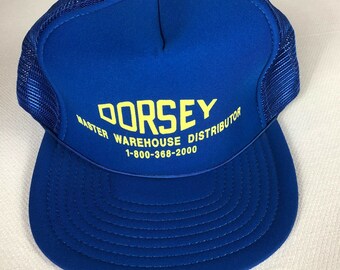 DORSEY
MASTER WAREHOUSE DISTRIBUTOR
1-800-368-2000